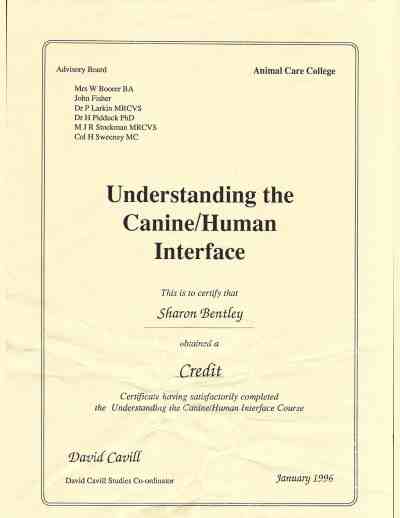 Advisory Board
Animal Care College
Mrs W Boorer BA
John Fisher
Dr P Larkin MRCVS
Dr H Pidduck PhD
M J R Stockman MRCVS
Col H Sweeney MC
Understanding the
Canine/Human
Interface
This is to certify that
Sharon Bentley
obtained a
Credit
Certificate having satisfactorily completed
the Understanding the Canine/Human Interface Course
David Cavill
David Cavill Studies Co-ordinator
January 1996